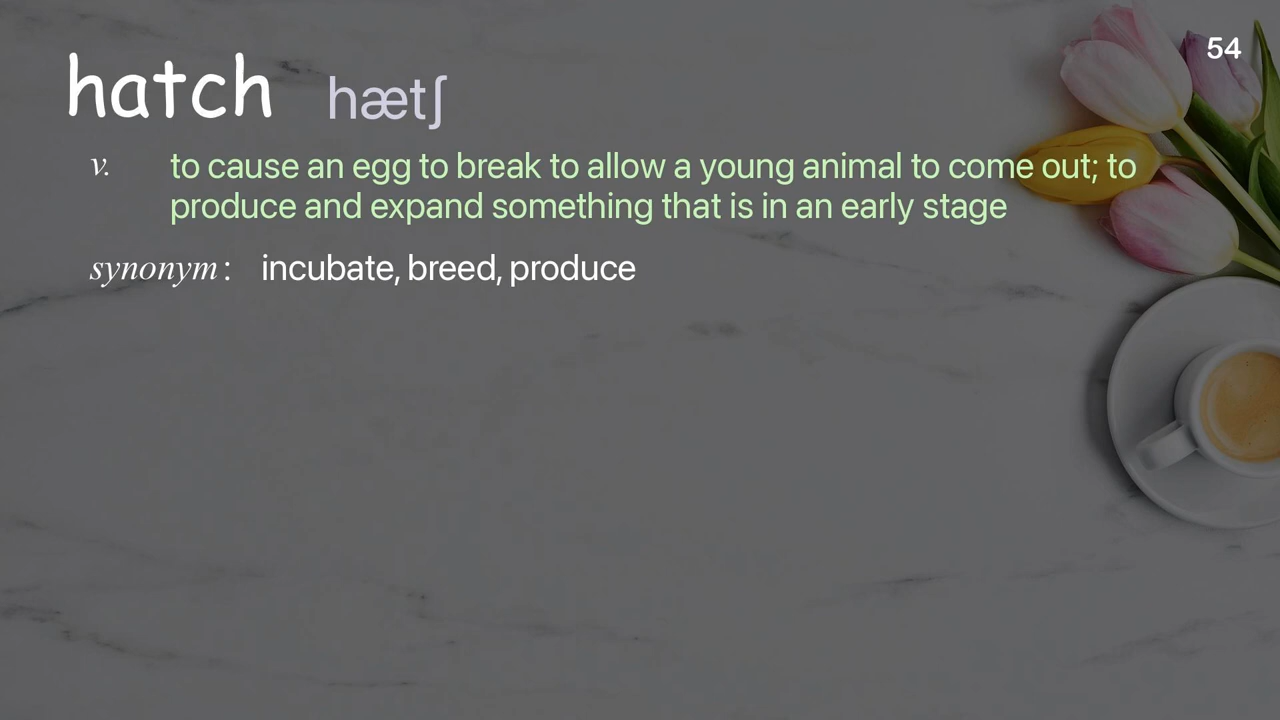 54
hatch hætʃ
v. to cause an egg to break to allow a young animal to come out; to
produce and expand something that is in an early stage
synonym : incubate, breed, produce